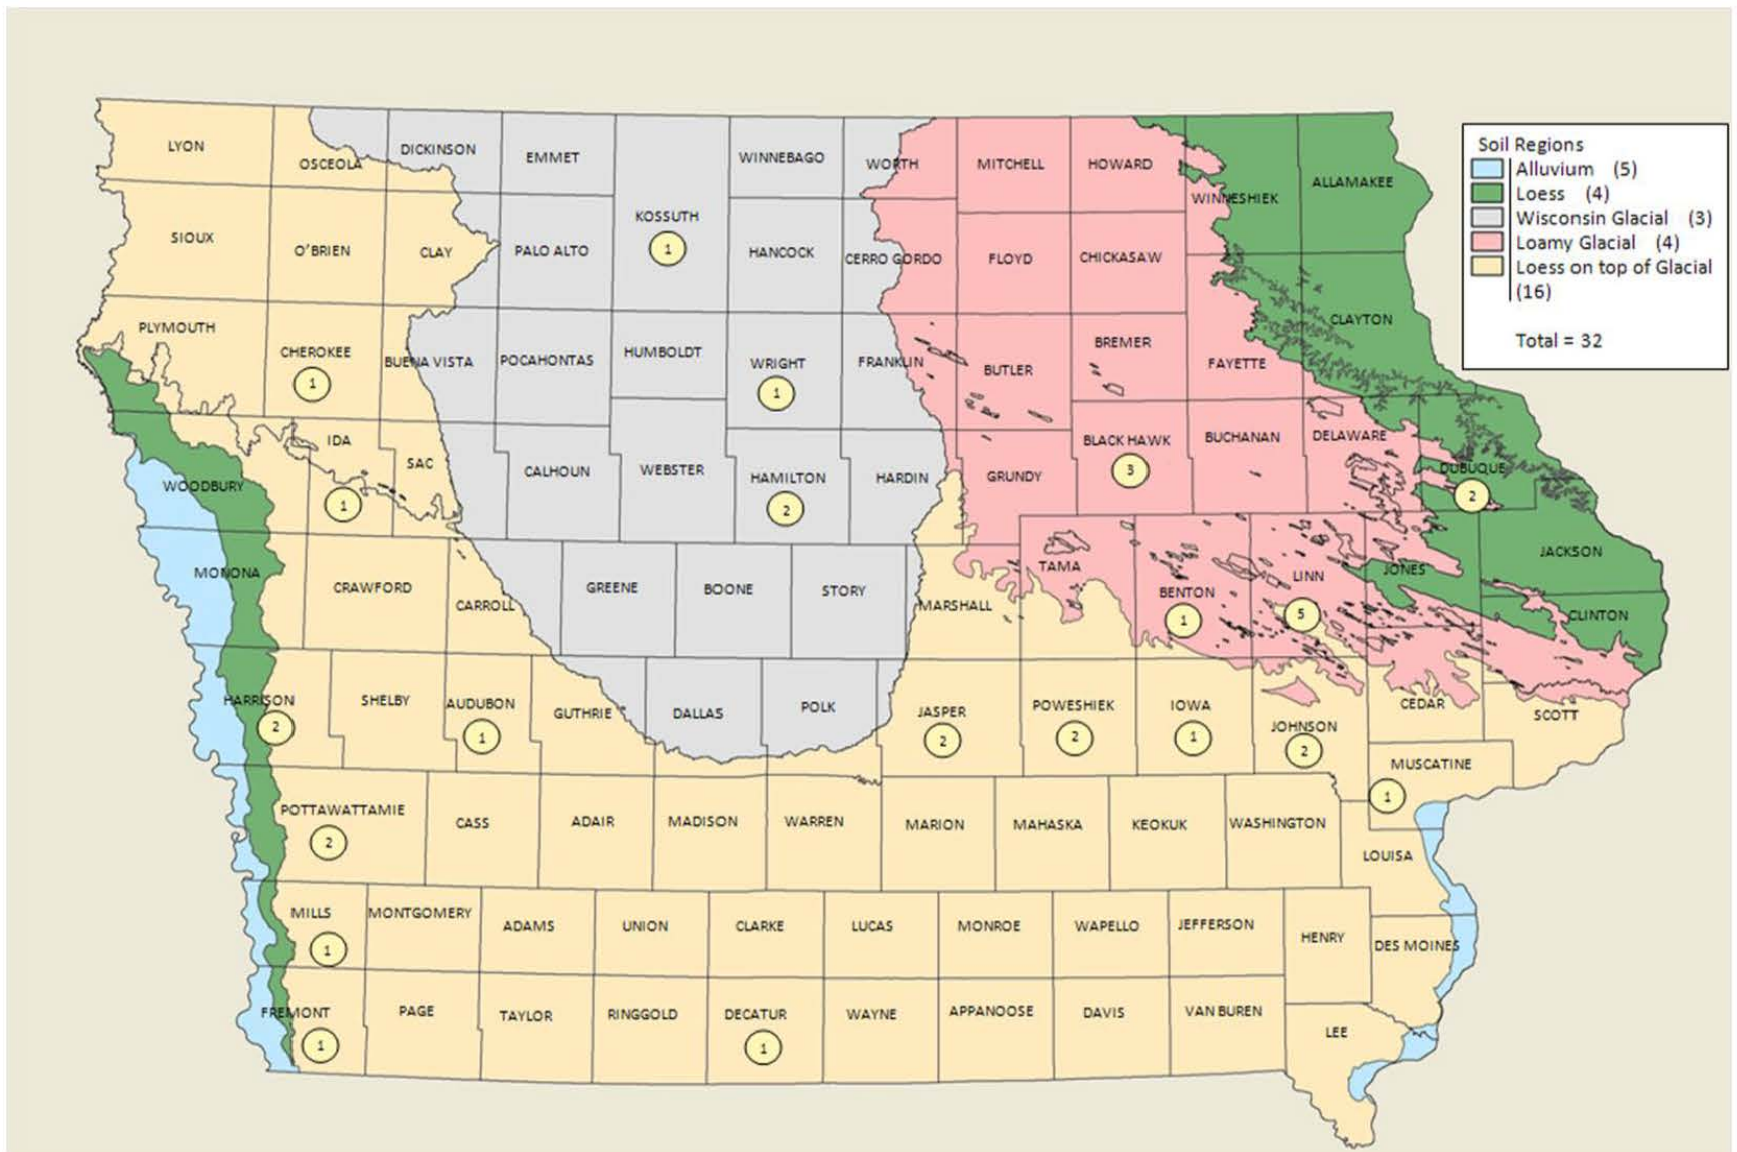 LYON
OSCEOLA
DICKINSON
EMMET
WINNEBAGO
WORTH
MITCHELL
HOWARD
WINNESHIEK
ALLAMAKEE
Soil Regions
Alluvium (5)
Loess (4)
Wisconsin Glacial (3)
Loamy Glacial (4)
Loess on top of Glacial
(16)
Total = 32
SIOUX
O'BRIEN
CLAY
PALO ALTO
KOSSUTH
1
HANCOCK
CERRO GORDO
FLOYD
CHICKASAW
CLAYTON
PLYMOUTH
CHEROKEE
1
BUENA VISTA
POCAHONTAS
HUMBOLDT
WRIGHT
1
FRANKLIN
BUTLER
BREMER
FAYETTE
WOODBURY
IDA
1
SAC
CALHOUN
WEBSTER
HAMILTON
2
HARDIN
GRUNDY
BLACK HAWK
3
BUCHANAN
DELAWARE
DUBUQUE
2
MONONA
CRAWFORD
CARROLL
GREENE
BOONE
STORY
MARSHALL
TAMA
BENTON
1
LINN
5
JONES
JACKSON
CLINTON
HARRISON
2
SHELBY
AUDUBON
1
GUTHRIE
DALLAS
POLK
JASPER
2
POWESHIEK
2
IOWA
1
JOHNSON
2
CEDAR
SCOTT
MUSCATINE
1
POTTAWATTAMIE
2
CASS
ADAIR
MADISON
WARREN
MARION
MAHASKA
KEOKUK
WASHINGTON
LOUISA
MILLS
1
MONTGOMERY
ADAMS
UNION
CLARKE
LUCAS
MONROE
WAPELLO
JEFFERSON
HENRY
DES MOINES
FREMONT
1
PAGE
TAYLOR
RINGGOLD
DECATUR
1
WAYNE
APPANOOSE
DAVIS
VAN BUREN
LEE